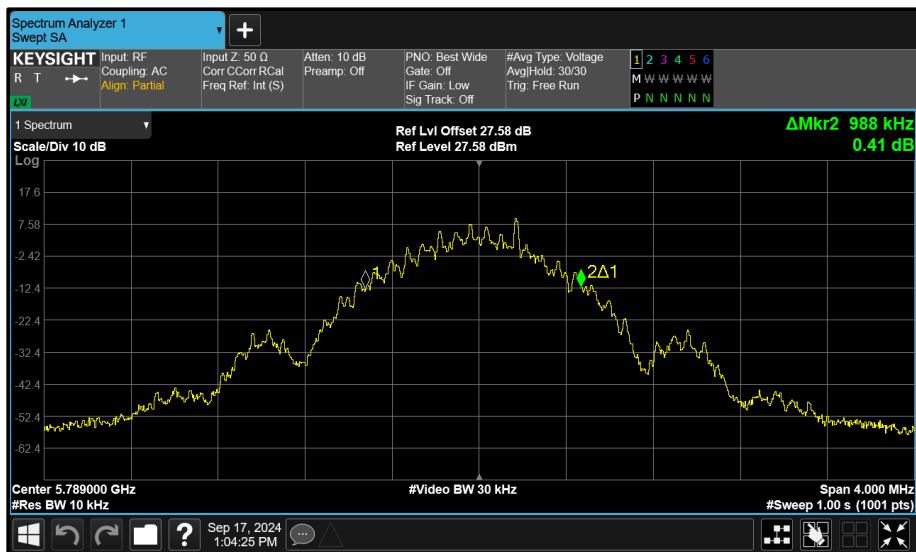 Spectrum Analyzer 1
Swept SA
KEYSIGHT
R T
LXI
Input: RF
Coupling: AC
Align: Partial
Input Z: 50 Ω
Corr CCorr RCal
Freq Ref: Int (S)
Atten: 10 dB
Preamp: Off
PNO: Best Wide
Gate: Off
IF Gain: Low
Sig Track: Off
#Avg Type: Voltage
Avg|Hold: 30/30
Trig: Free Run
1 2 3 4 5 6
M W W W W W
P N N N N N
1 Spectrum
Scale/Div 10 dB
Log
Ref Lvl Offset 27.58 dB
Ref Level 27.58 dBm
ΔMkr2 988 kHz
0.41 dB
17.6
7.58
-2.42
-12.4
-22.4
-32.4
-42.4
-52.4
-62.4
1
2Δ1
Center 5.789000 GHz
#Res BW 10 kHz
#Video BW 30 kHz
Span 4.000 MHz
#Sweep 1.00 s (1001 pts)
?
Sep 17, 2024
1:04:25 PM